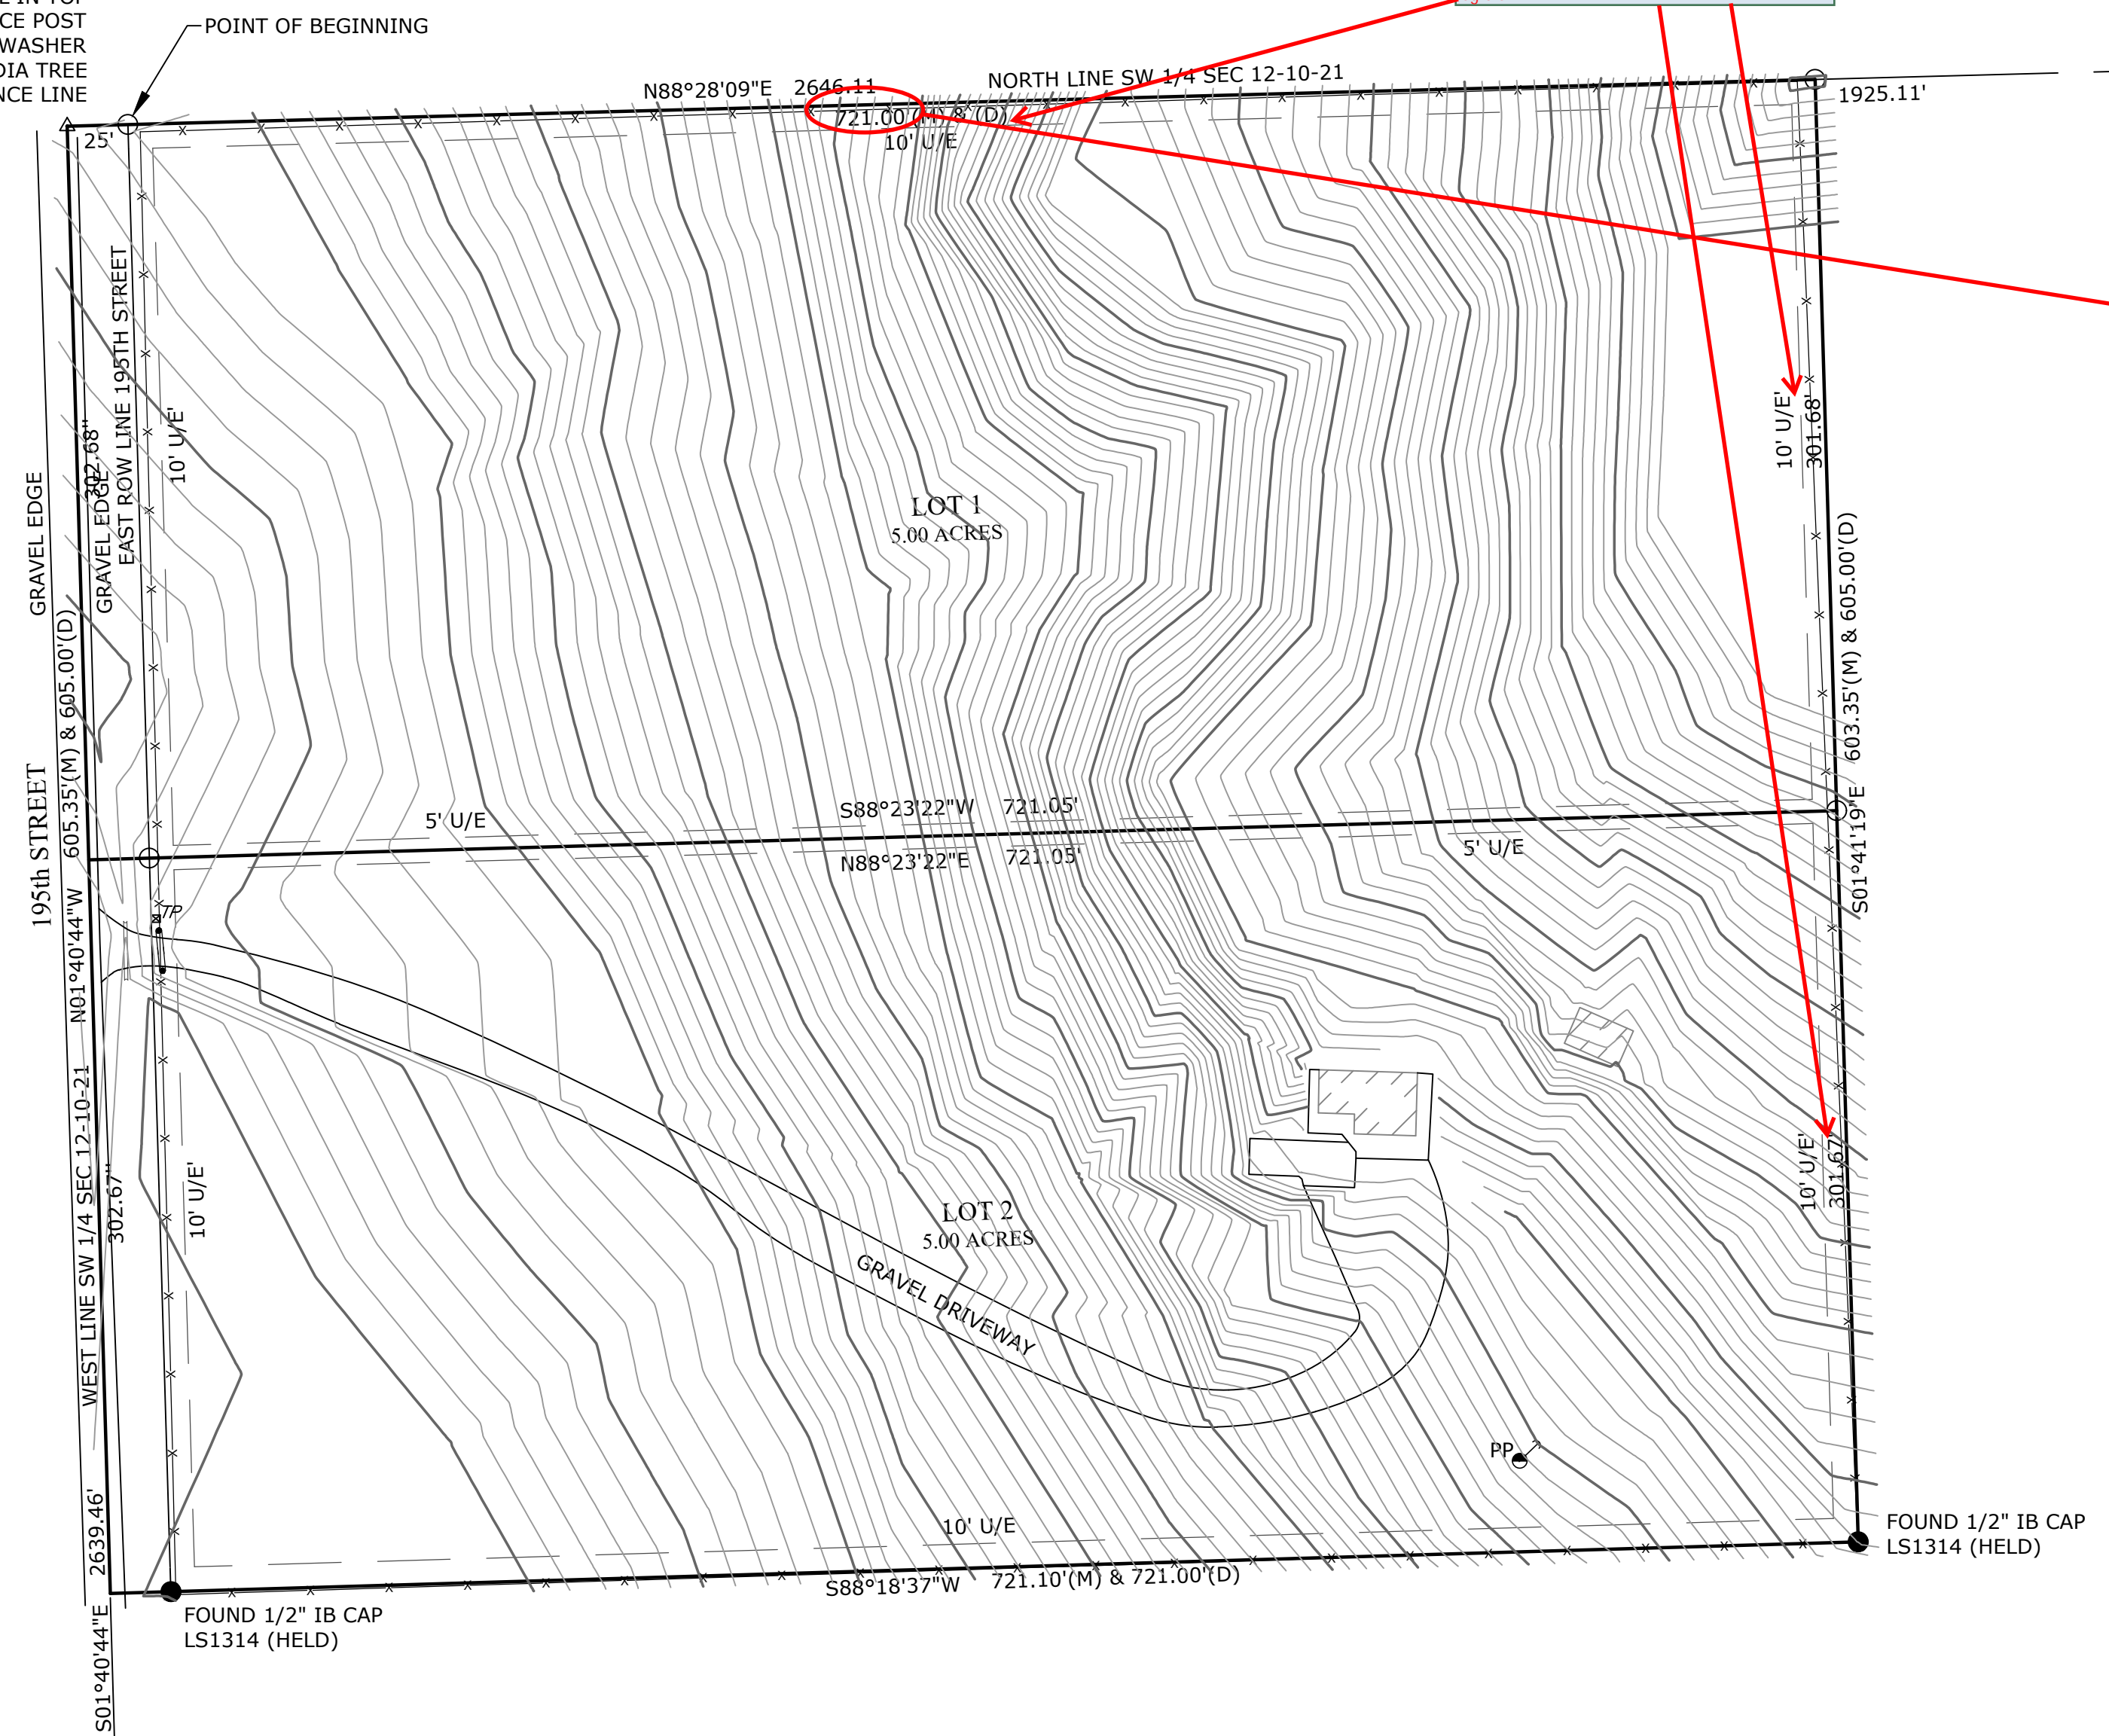 E IN TOP
CE POST
WASHER
DIA TREE
NCE LINE
POINT OF BEGINNING
N88°28'09"E 2646.11
NORTH LINE SW 1/4 SEC 12-10-21
1925.11'
25'
721.00 (M) & (D)
10' U/E
EAST ROW LINE 195TH STREET
10' U/E'
302.68''
GRAVEL EDGE
GRAVEL EDGE
10' U/E'
301.68'
LOT 1
5.00 ACRES
605.35'(M) & 605.00'(D)
603.35'(M) & 605.00'(D)
S01°41'19"E
195th STREET
5' U/E
S88°23'22"W 721.05'
N88°23'22"E 721.05'
5' U/E
TP
N01°40'44"W
WEST LINE SW 1/4 SEC 12-10-21
302.67''
10' U/E'
10' U/E'
301.67'
LOT 2
5.00 ACRES
GRAVEL DRIVEWAY
PP
2639.46'
10' U/E
FOUND 1/2" IB CAP
LS1314 (HELD)
S88°18'37"W 721.10'(M) & 721.00'(D)
FOUND 1/2" IB CAP
LS1314 (HELD)
S01°40'44"E